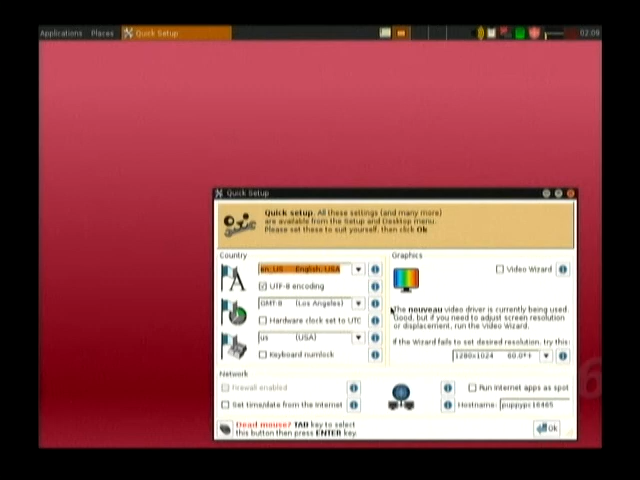 Applications Places Quick Setup 02:09
Quick Setup
Quick setup. All these settings (and many more)
are available from the Setup and Desktop menu.
Please set these to suit yourself, then click Ok
Country
en_US English, USA
UTF-8 encoding
GMT-8 (Los Angeles)
Hardware clock set to UTC
us (USA)
Keyboard numlock
Graphics
Video Wizard
The nouveau video driver is currently being used.
Good, but if you need to adjust screen resolution
or displacement, run the Video Wizard.
If the Wizard fails to set desired resolution, try this:
1280x1024 60.0*+
Network
Firewall enabled
Set time/date from the internet
Run internet apps as spot
Hostname: puppypc16465
Dead mouse? TAB key to select
this button then press ENTER key.
Ok
6